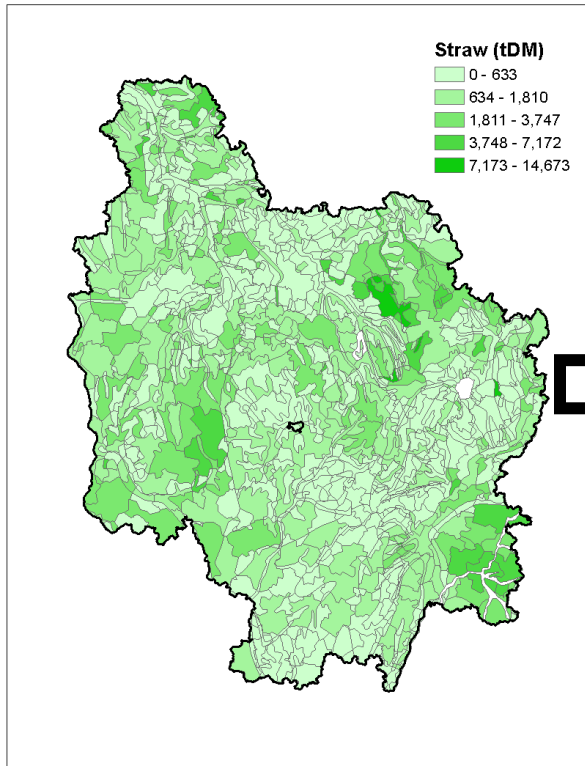 Straw (tDM)
0 - 633
634 - 1,810
1,811 - 3,747
3,748 - 7,172
7,173 - 14,673